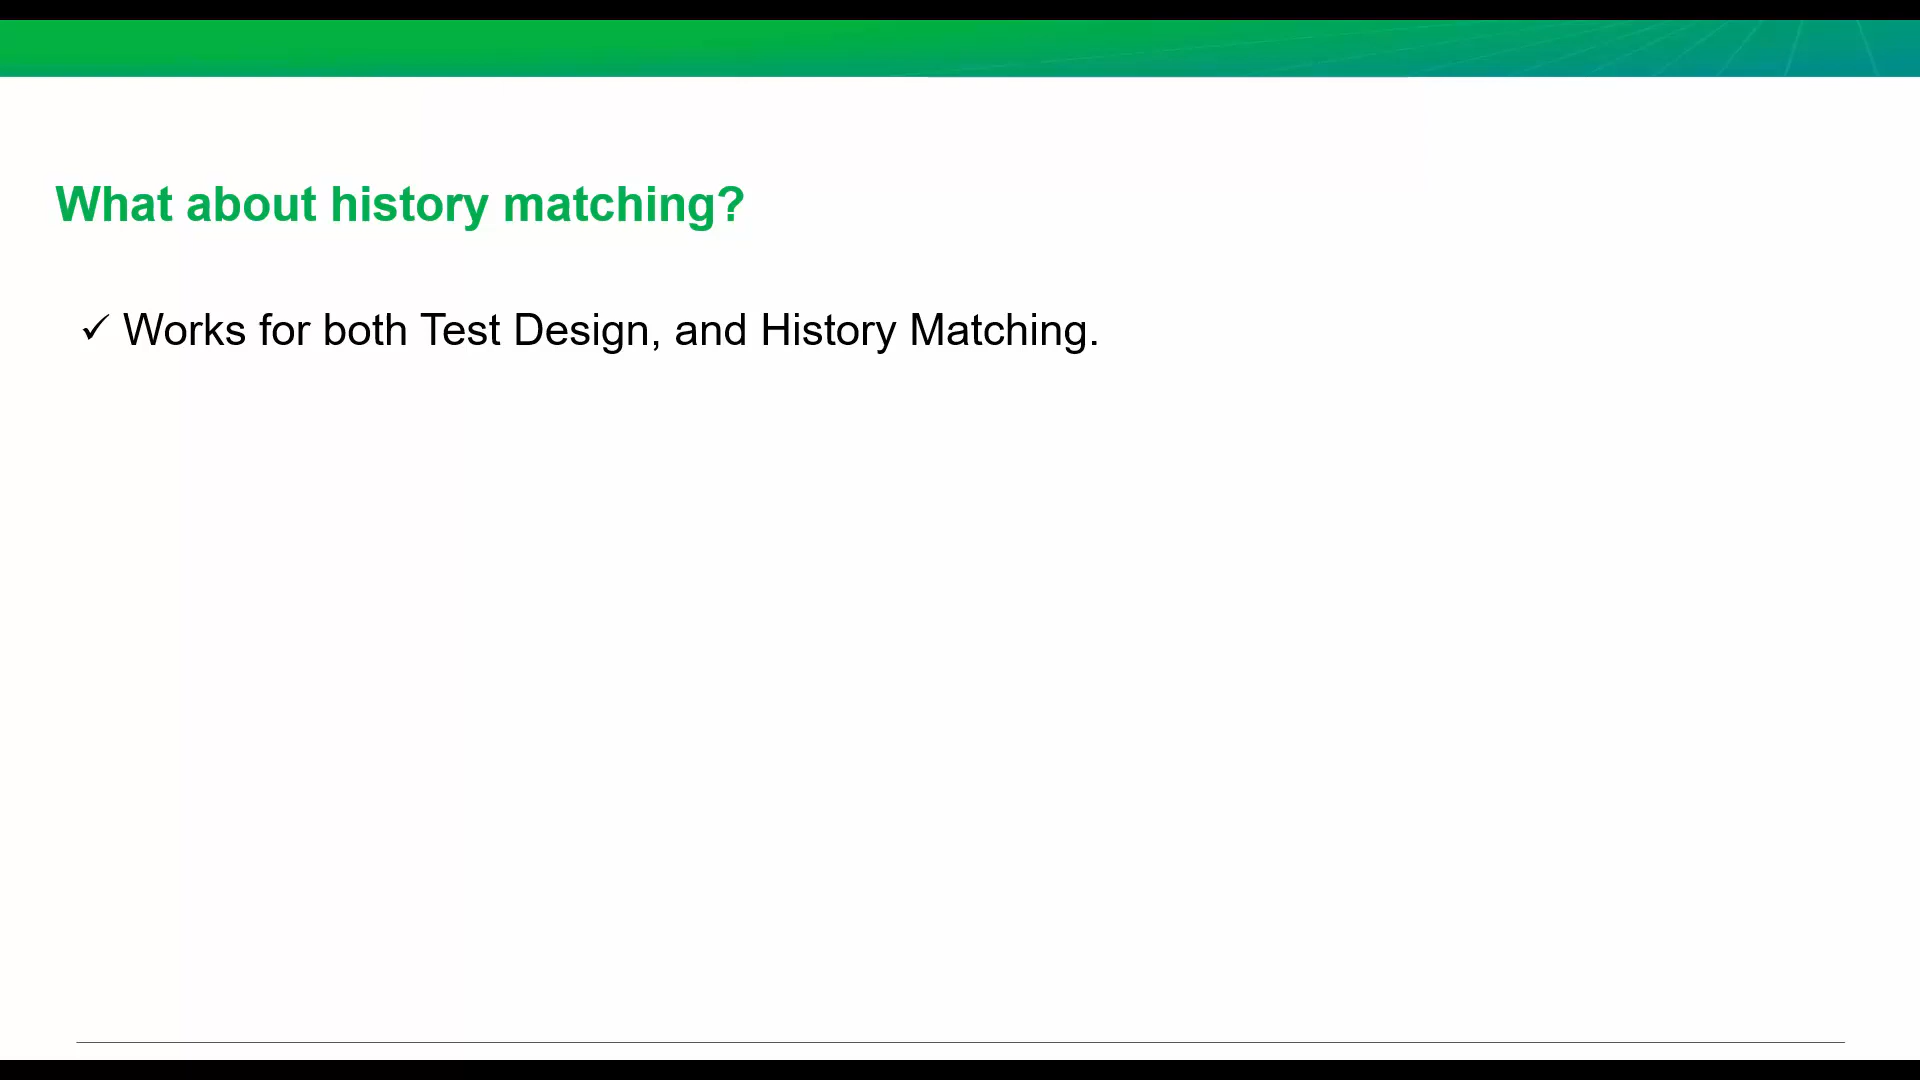 What about history matching?
✓ Works for both Test Design, and History Matching.